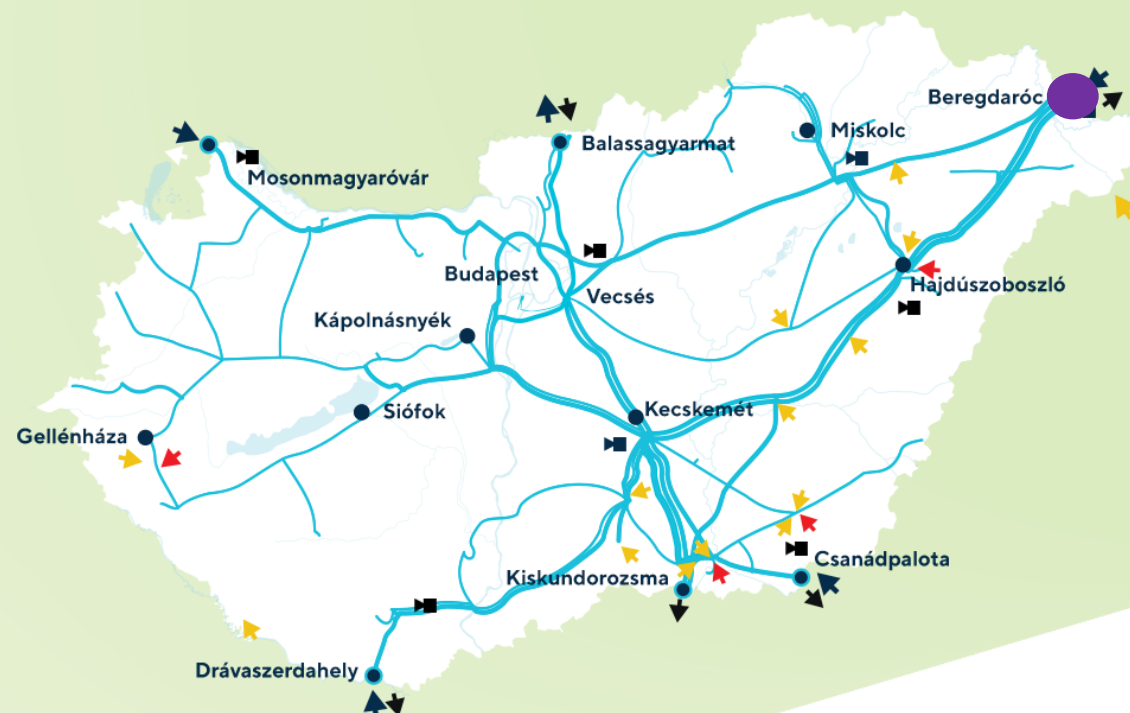 Beregdaróc
Miskolc
Balassagyarmat
Mosonmagyaróvár
Budapest
Hajdúszoboszló
Vecsés
Kápolnásnyék
Kecskemét
Siófok
Gellénháza
Csanádpalota
Kiskundorozsma
Drávaszerdahely